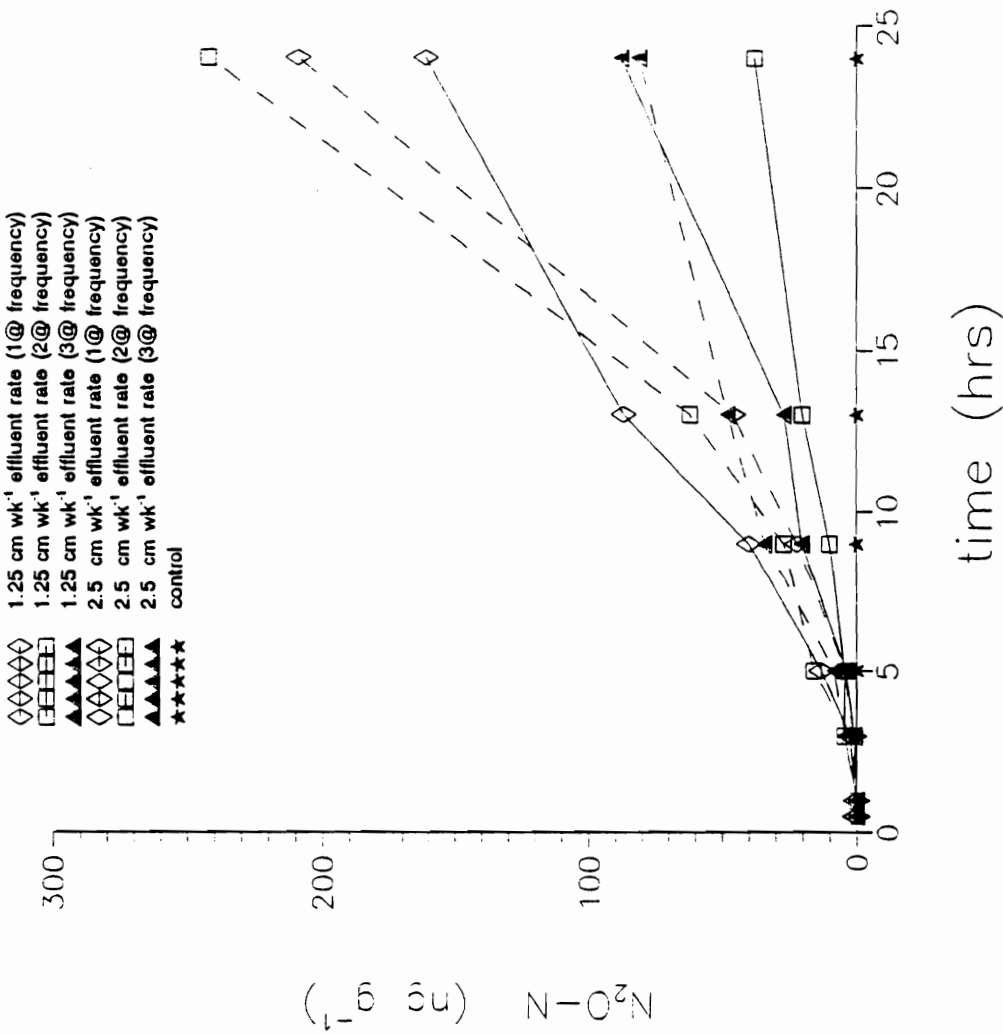 1.25 cm wk⁻¹ effluent rate (1@ frequency)
1.25 cm wk⁻¹ effluent rate (2@ frequency)
1.25 cm wk⁻¹ effluent rate (3@ frequency)
2.5 cm wk⁻¹ effluent rate (1@ frequency)
2.5 cm wk⁻¹ effluent rate (2@ frequency)
2.5 cm wk⁻¹ effluent rate (3@ frequency)
control
300
200
100
0
N₂O–N (ng g⁻¹)
0
5
10
15
20
25
time (hrs)